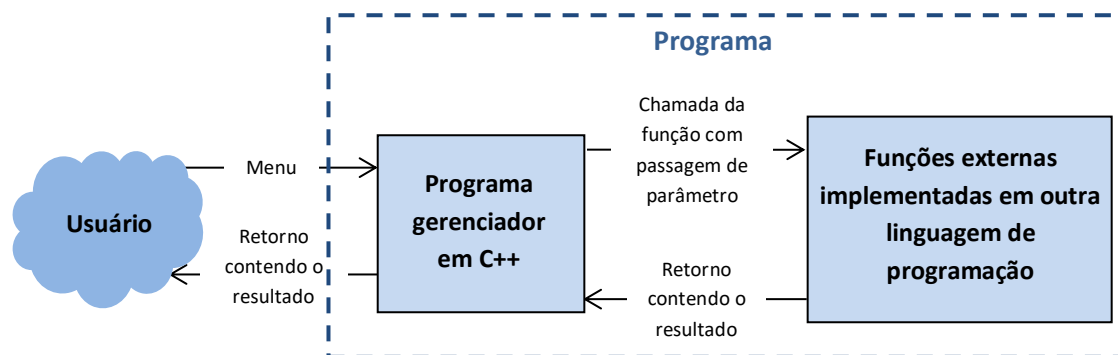 Programa
Usuário
Menu
Retorno
contendo o
resultado
Programa
gerenciador
em C++
Chamada da
função com
passagem de
parâmetro
Retorno
contendo o
resultado
Funções externas
implementadas em outra
linguagem de
programação